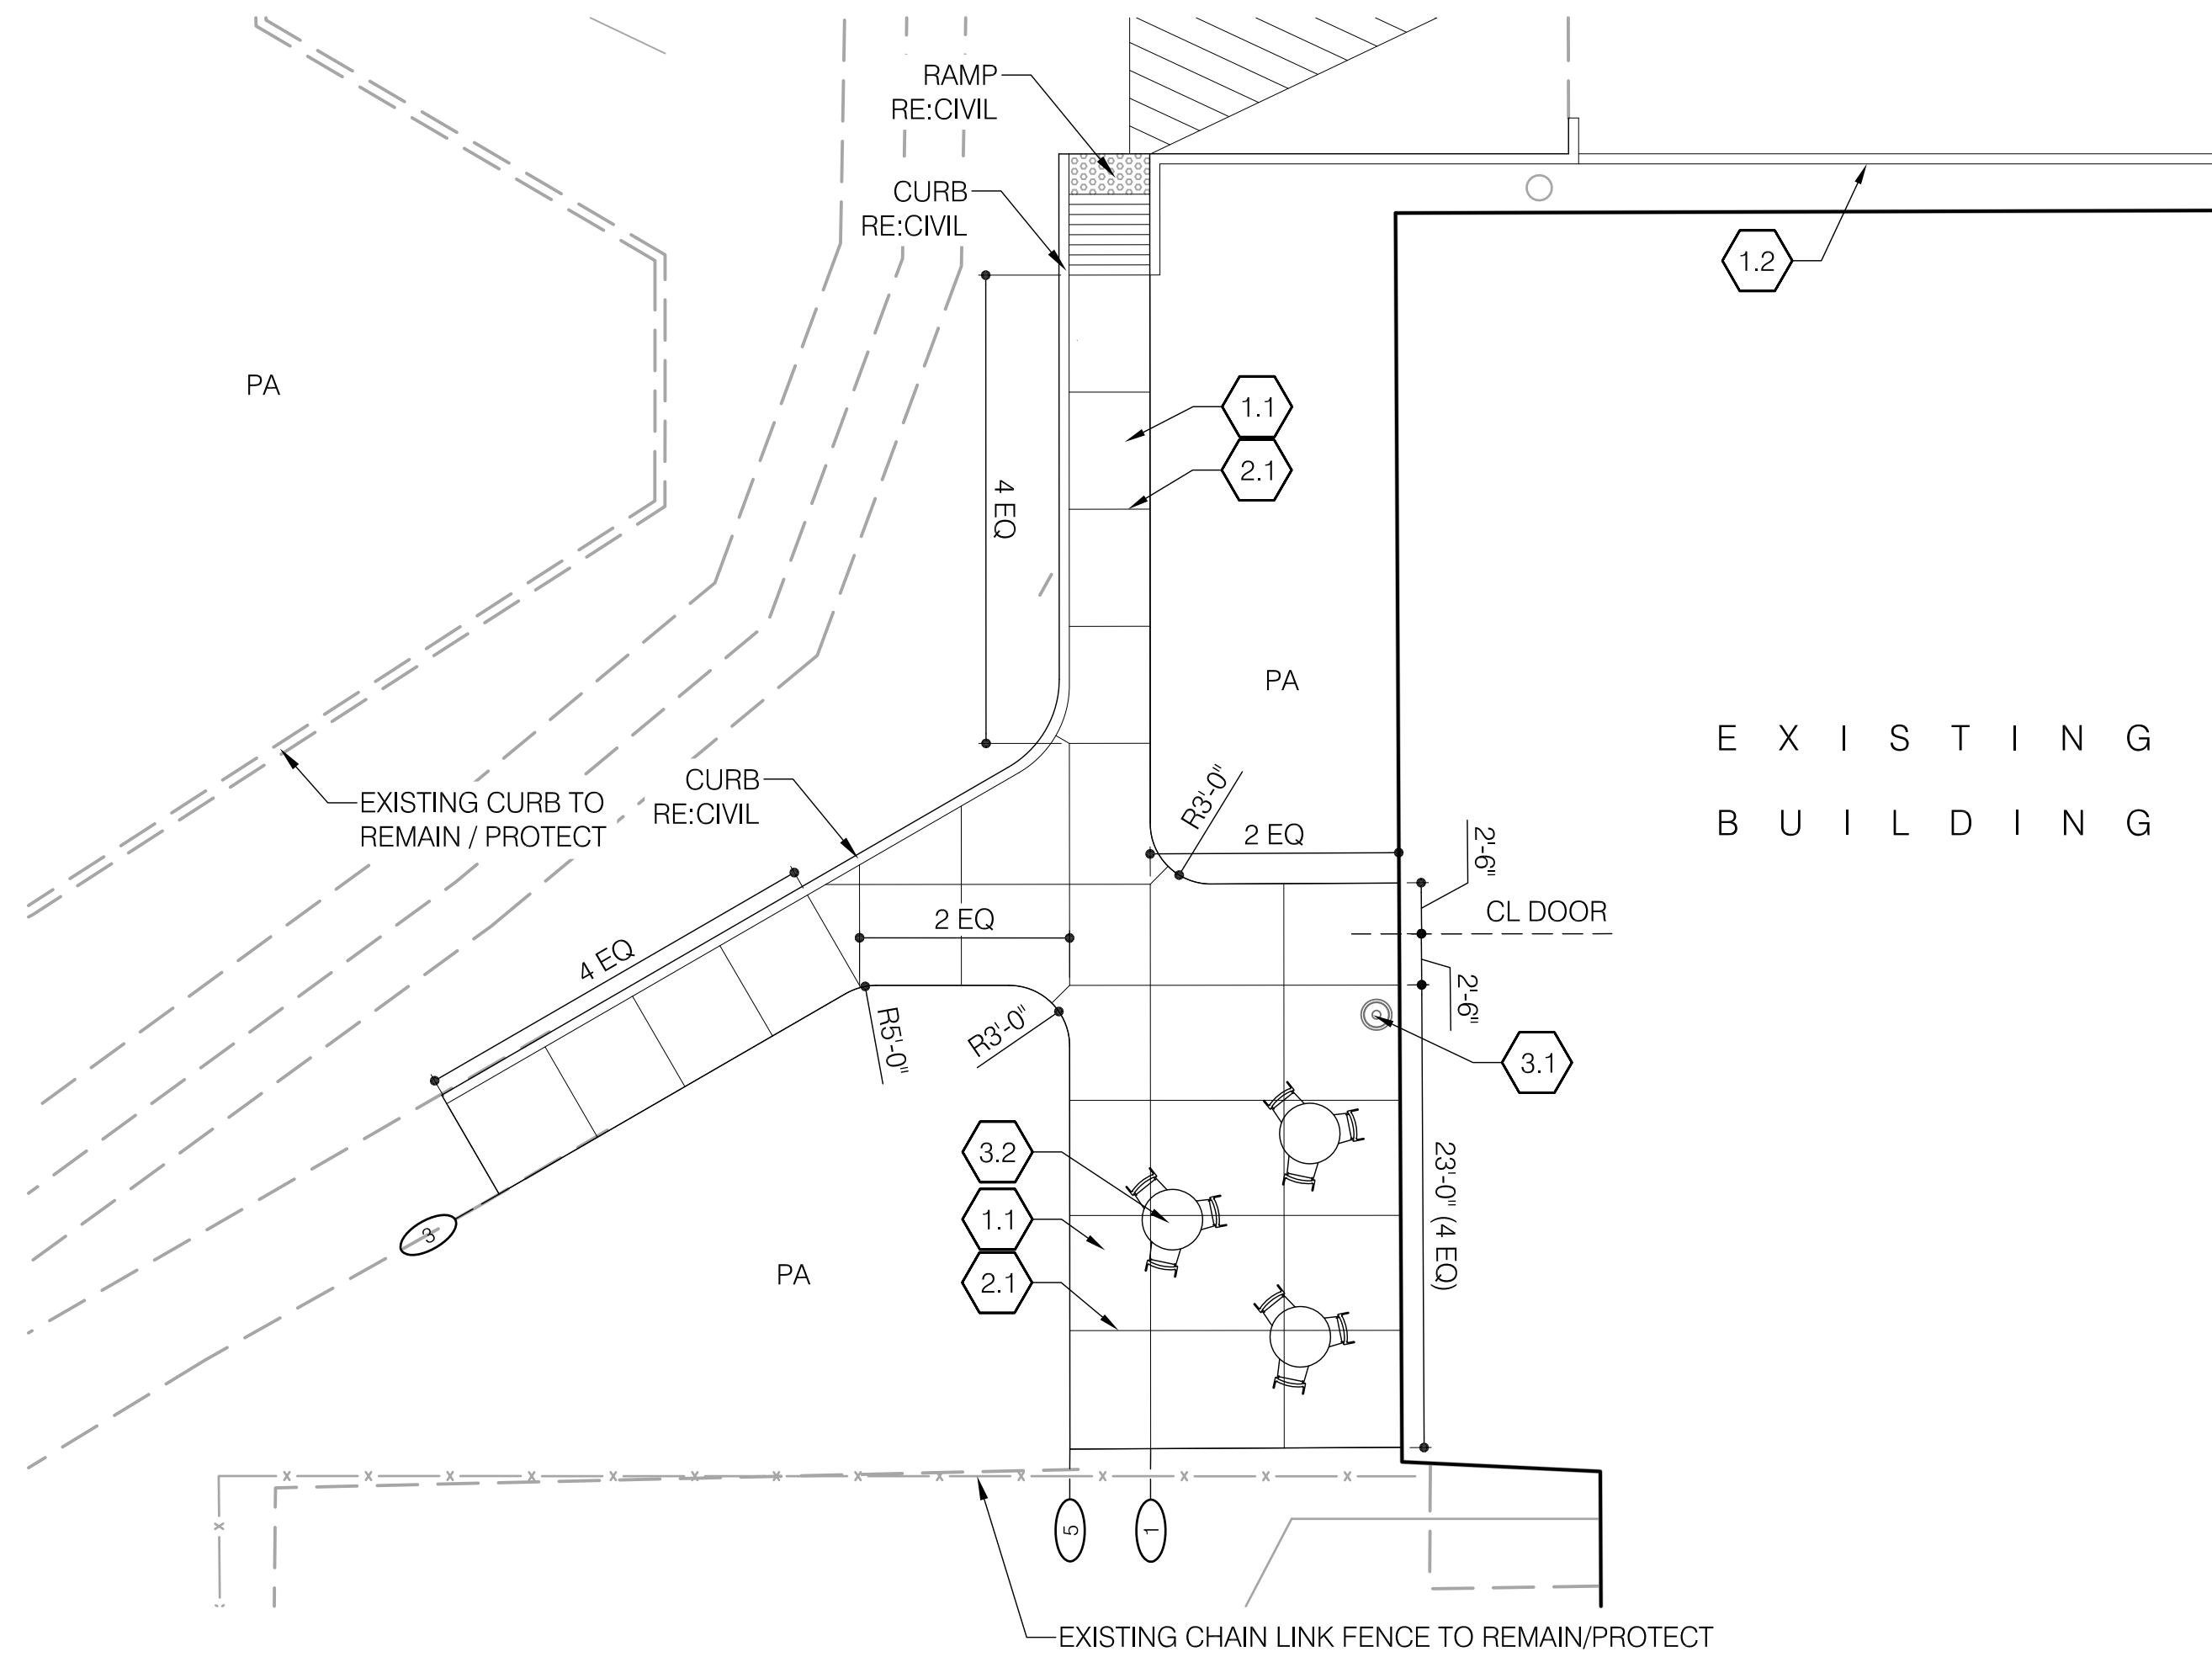 RAMP
RE:CIVIL
CURB
RE:CIVIL
1.2
PA
1.1
2.1
4 EQ
PA
EXISTING
BUILDING
EXISTING CURB TO
REMAIN / PROTECT
CURB
RE:CIVIL
R3'-0"
2 EQ
2'-6"
CL DOOR
2 EQ
4 EQ
2'-6"
R5'-0"
R3'-0"
3.1
3.2
1.1
2.1
23'-0" (4 EQ)
3
PA
5
1
EXISTING CHAIN LINK FENCE TO REMAIN/PROTECT